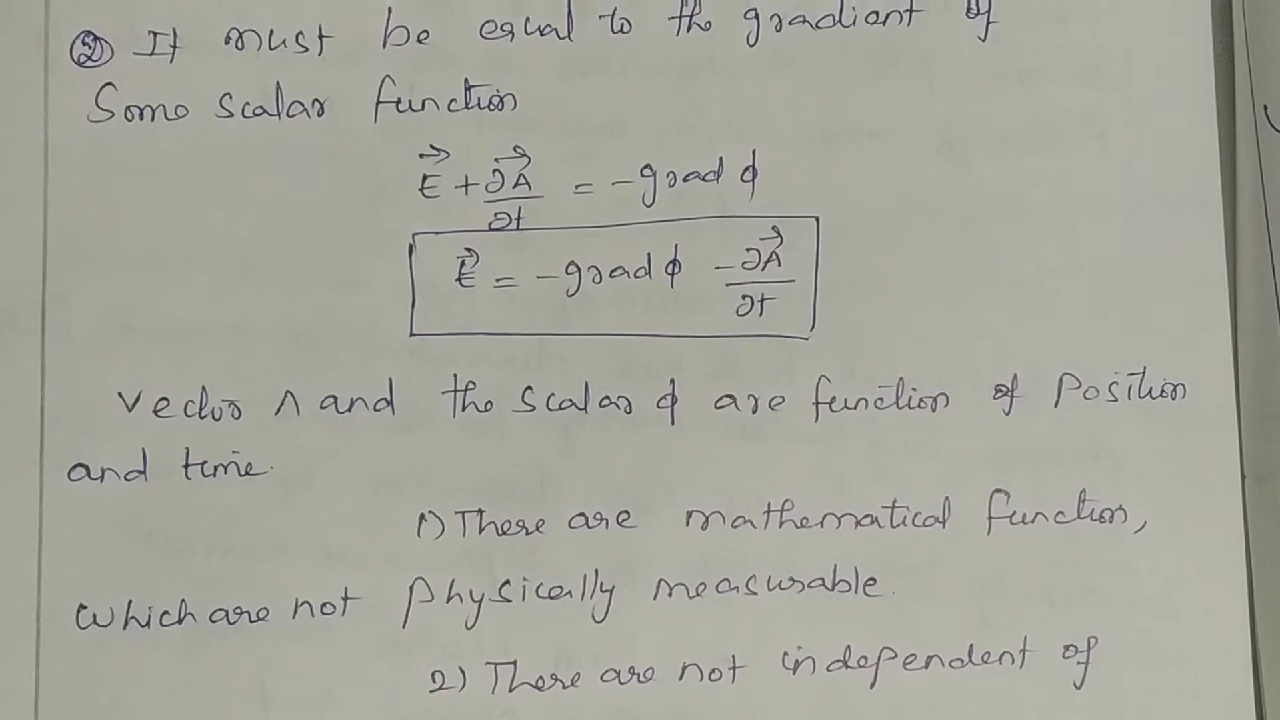 ② It must be equal to the gradient of
Some scalar function
E⃗ + ∂A⃗/∂t = -grad ϕ
E⃗ = -grad ϕ - ∂A⃗/∂t
Vector A and the scalar ϕ are function of Position
and time.
1) There are mathematical function,
which are not physically measurable.
2) There are not independent of